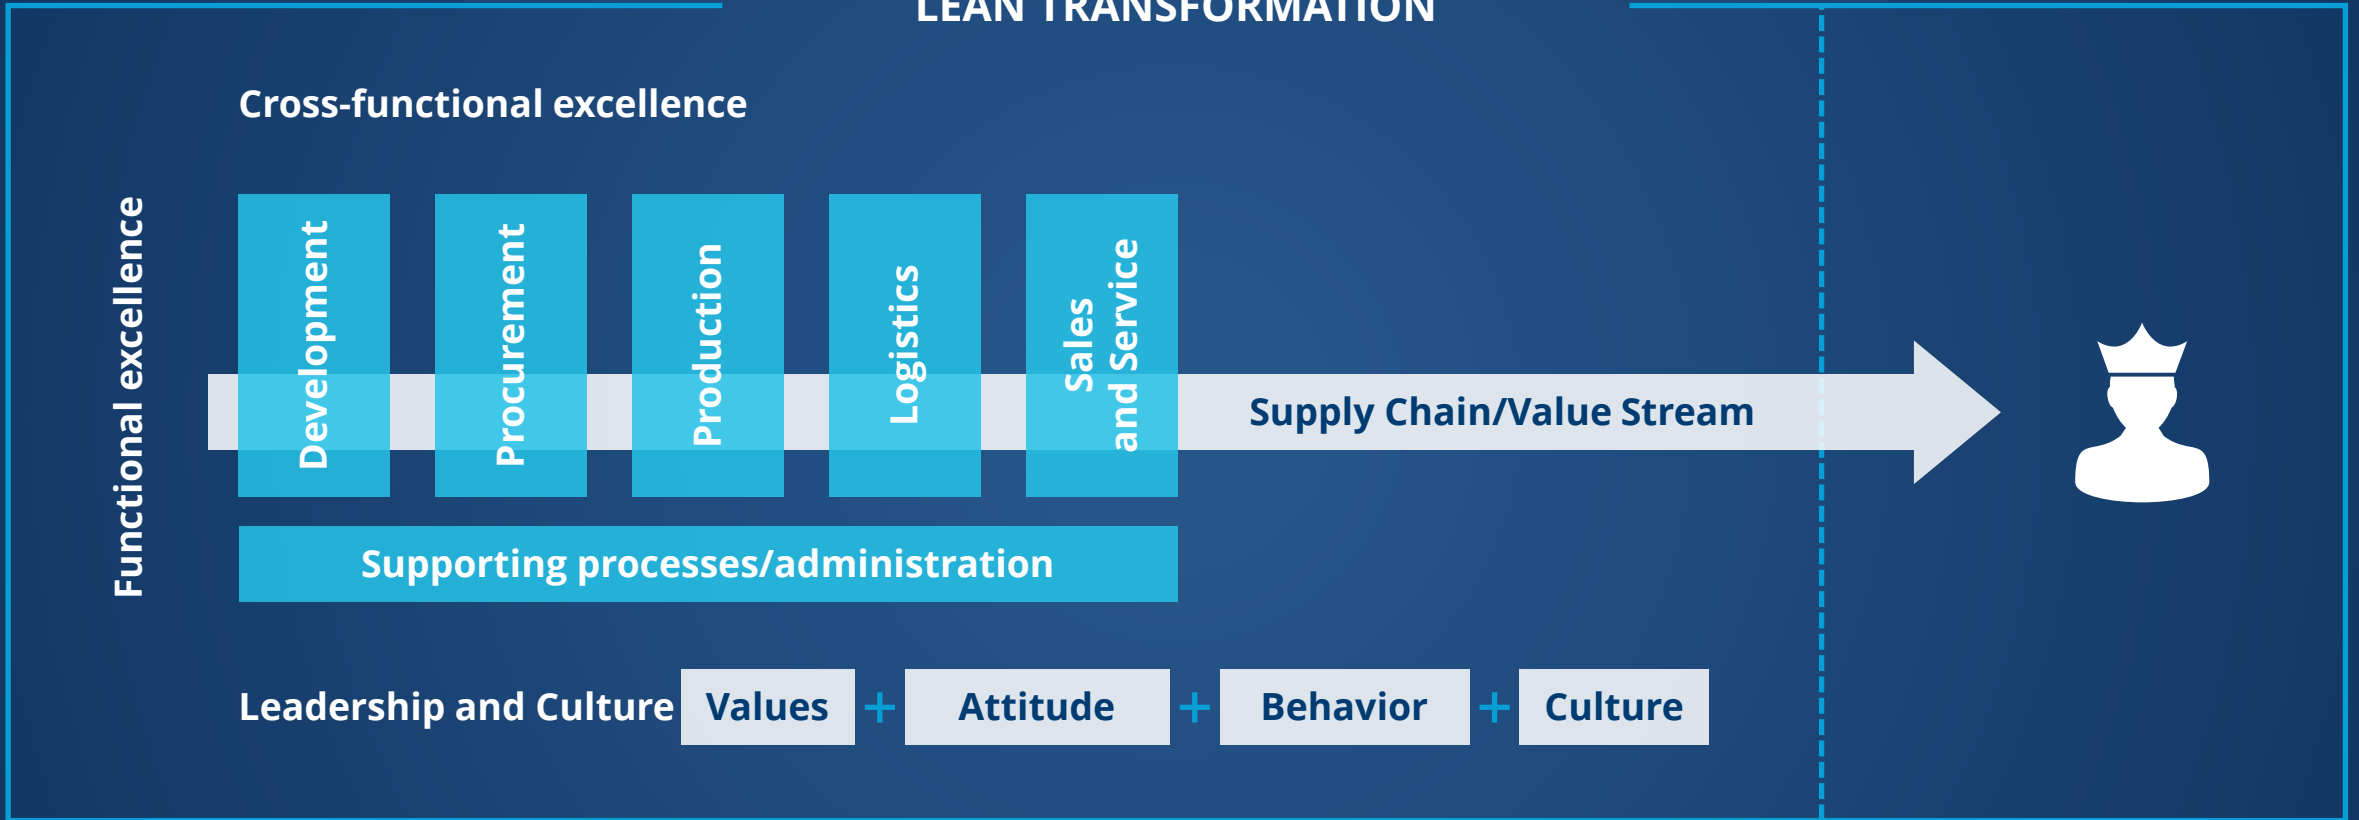 LEAN TRANSFORMATION
Cross-functional excellence
Functional excellence
Development
Procurement
Production
Logistics
Sales
and Service
Supply Chain/Value Stream
Supporting processes/administration
Leadership and Culture Values + Attitude + Behavior + Culture